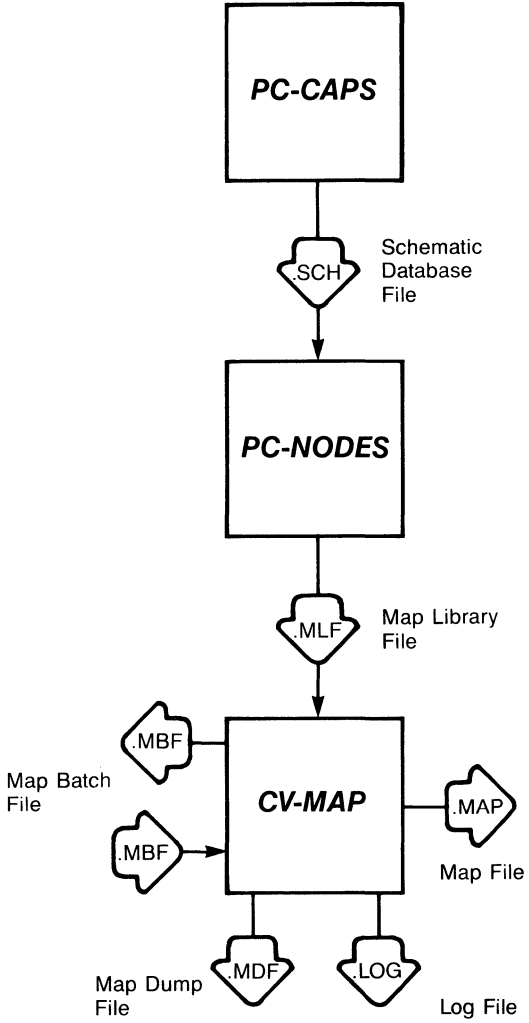 PC-CAPS
.SCH
Schematic
Database
File
PC-NODES
.MLF
Map Library
File
.MBF
Map Batch
File
CV-MAP
.MAP
.MBF
Map File
.MDF
.LOG
Map Dump
File
Log File